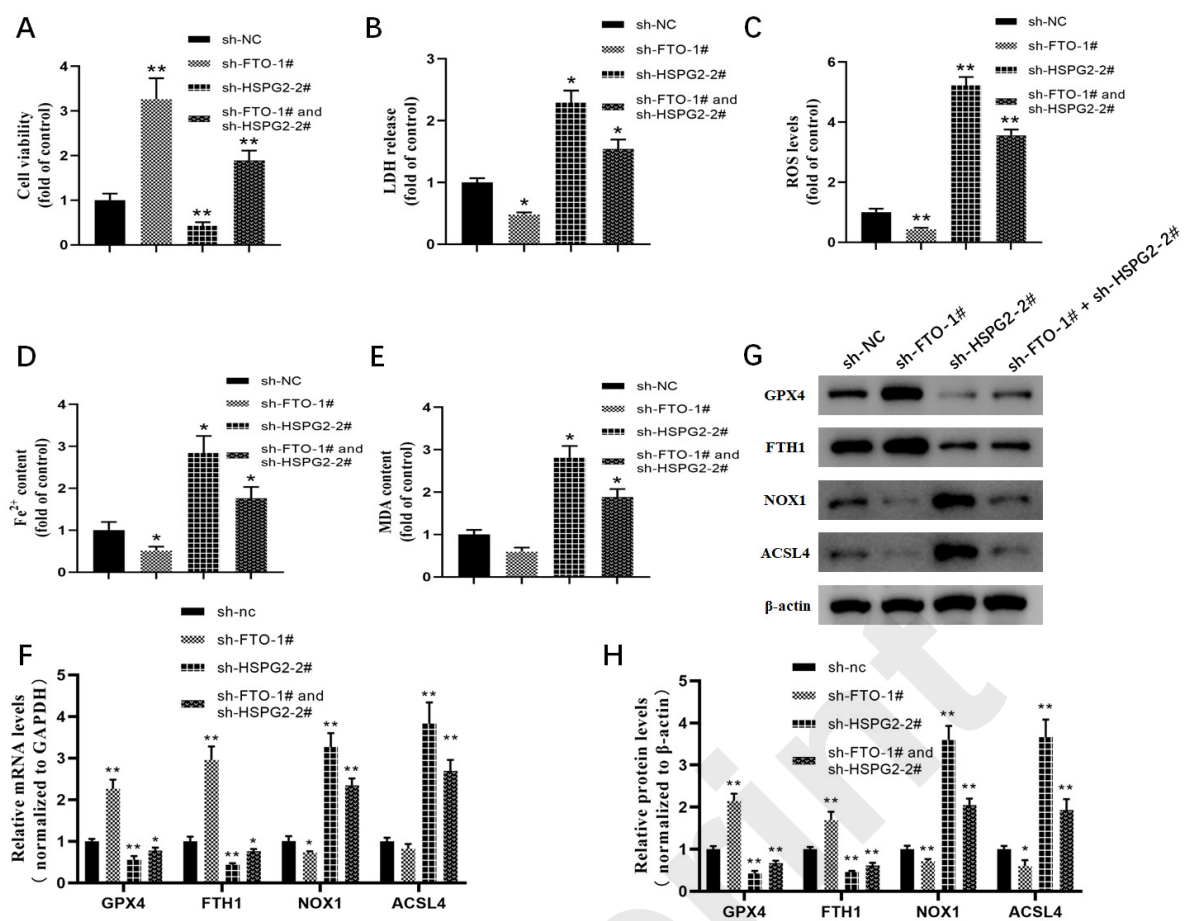 A
sh-NC
sh-FTO-1#
sh-HSPG2-2#
sh-FTO-1# and
sh-HSPG2-2#
Cell viability
(fold of control)
4
3
2
1
0
**
**
**
B
sh-NC
sh-FTO-1#
sh-HSPG2-2#
sh-FTO-1# and
sh-HSPG2-2#
LDH release
(fold of control)
3
2
1
0
*
*
*
C
sh-NC
sh-FTO-1#
sh-HSPG2-2#
sh-FTO-1# and
sh-HSPG2-2#
ROS levels
(fold of control)
6
4
2
0
**
**
**
D
sh-NC
sh-FTO-1#
sh-HSPG2-2#
sh-FTO-1# and
sh-HSPG2-2#
Fe2+ content
(fold of control)
4
3
2
1
0
*
*
*
E
sh-NC
sh-FTO-1#
sh-HSPG2-2#
sh-FTO-1# and
sh-HSPG2-2#
MDA content
(fold of control)
4
3
2
1
0
*
*
G
sh-NC
sh-FTO-1#
sh-HSPG2-2#
sh-FTO-1# + sh-HSPG2-2#
GPX4
FTH1
NOX1
ACSL4
β-actin
F
sh-nc
sh-FTO-1#
sh-HSPG2-2#
sh-FTO-1# and
sh-HSPG2-2#
Relative mRNA levels
( normalized to GAPDH)
5
4
3
2
1
0
**
**
*
**
**
*
*
**
**
**
**
GPX4 FTH1 NOX1 ACSL4
H
sh-nc
sh-FTO-1#
sh-HSPG2-2#
sh-FTO-1# and
sh-HSPG2-2#
Relative protein levels
( normalized to β-actin)
5
4
3
2
1
0
**
**
**
**
**
**
**
**
**
*
**
**
GPX4 FTH1 NOX1 ACSL4